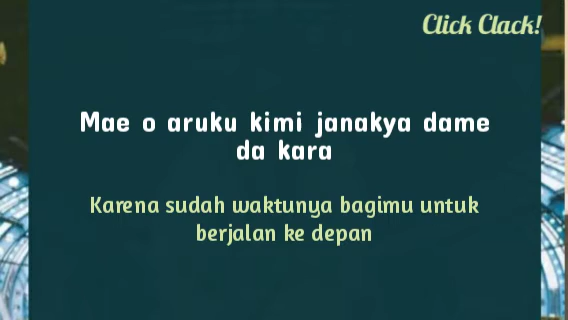 Click Clack!
Mae o aruku kimi janakya dame
da kara
Karena sudah waktunya bagimu untuk
berjalan ke depan